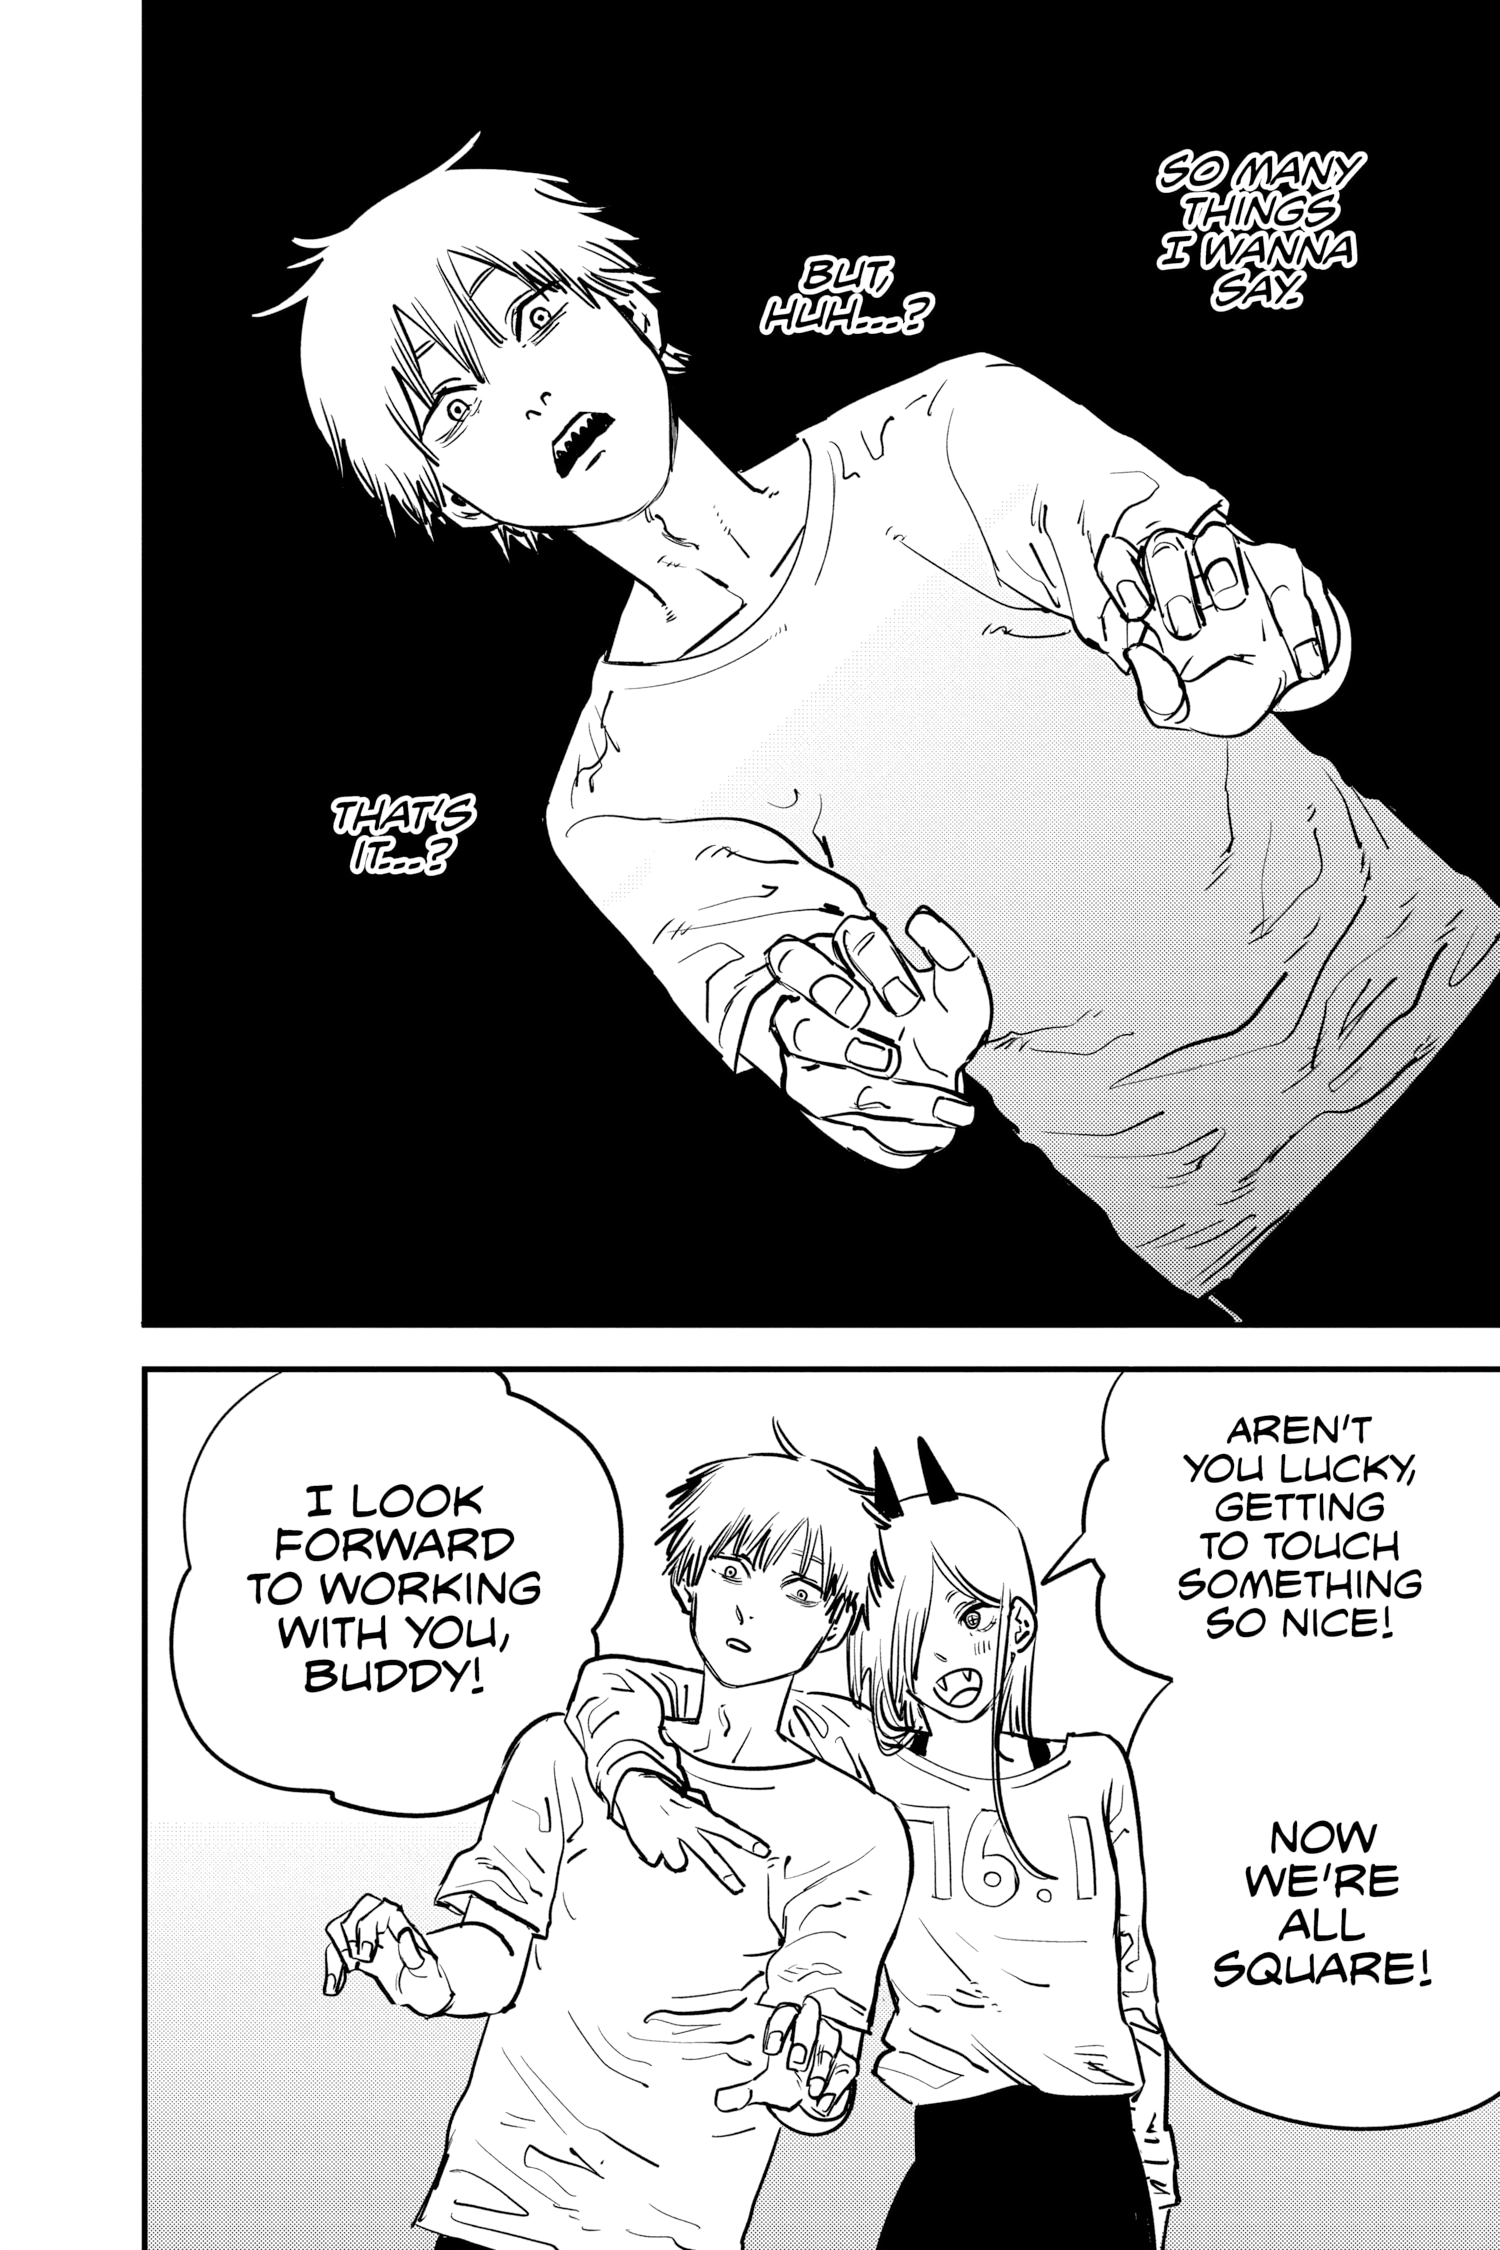 SO MANY
THINGS
I WANNA
SAY.
BUT,
HUH...?
THAT'S
IT...?
AREN'T
YOU LUCKY,
GETTING
TO TOUCH
SOMETHING
SO NICE!
NOW
WE'RE
ALL
SQUARE!
76.1
I LOOK
FORWARD
TO WORKING
WITH YOU,
BUDDY!